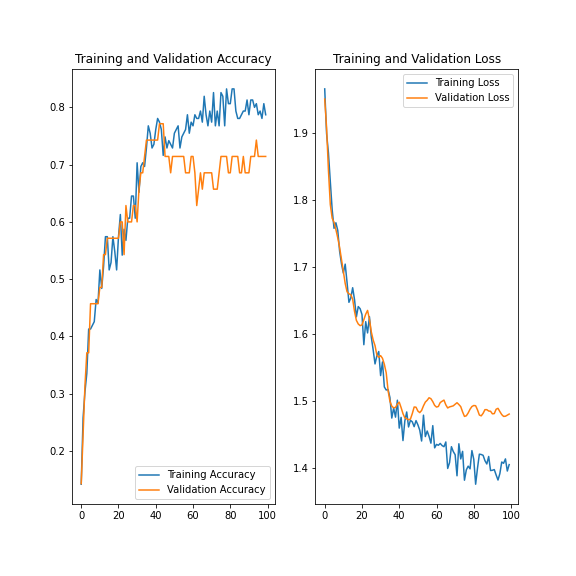 Training and Validation Accuracy
0.8
0.7
0.6
0.5
0.4
0.3
0.2
0 20 40 60 80 100
Training Accuracy
Validation Accuracy
Training and Validation Loss
1.9
1.8
1.7
1.6
1.5
1.4
0 20 40 60 80 100
Training Loss
Validation Loss